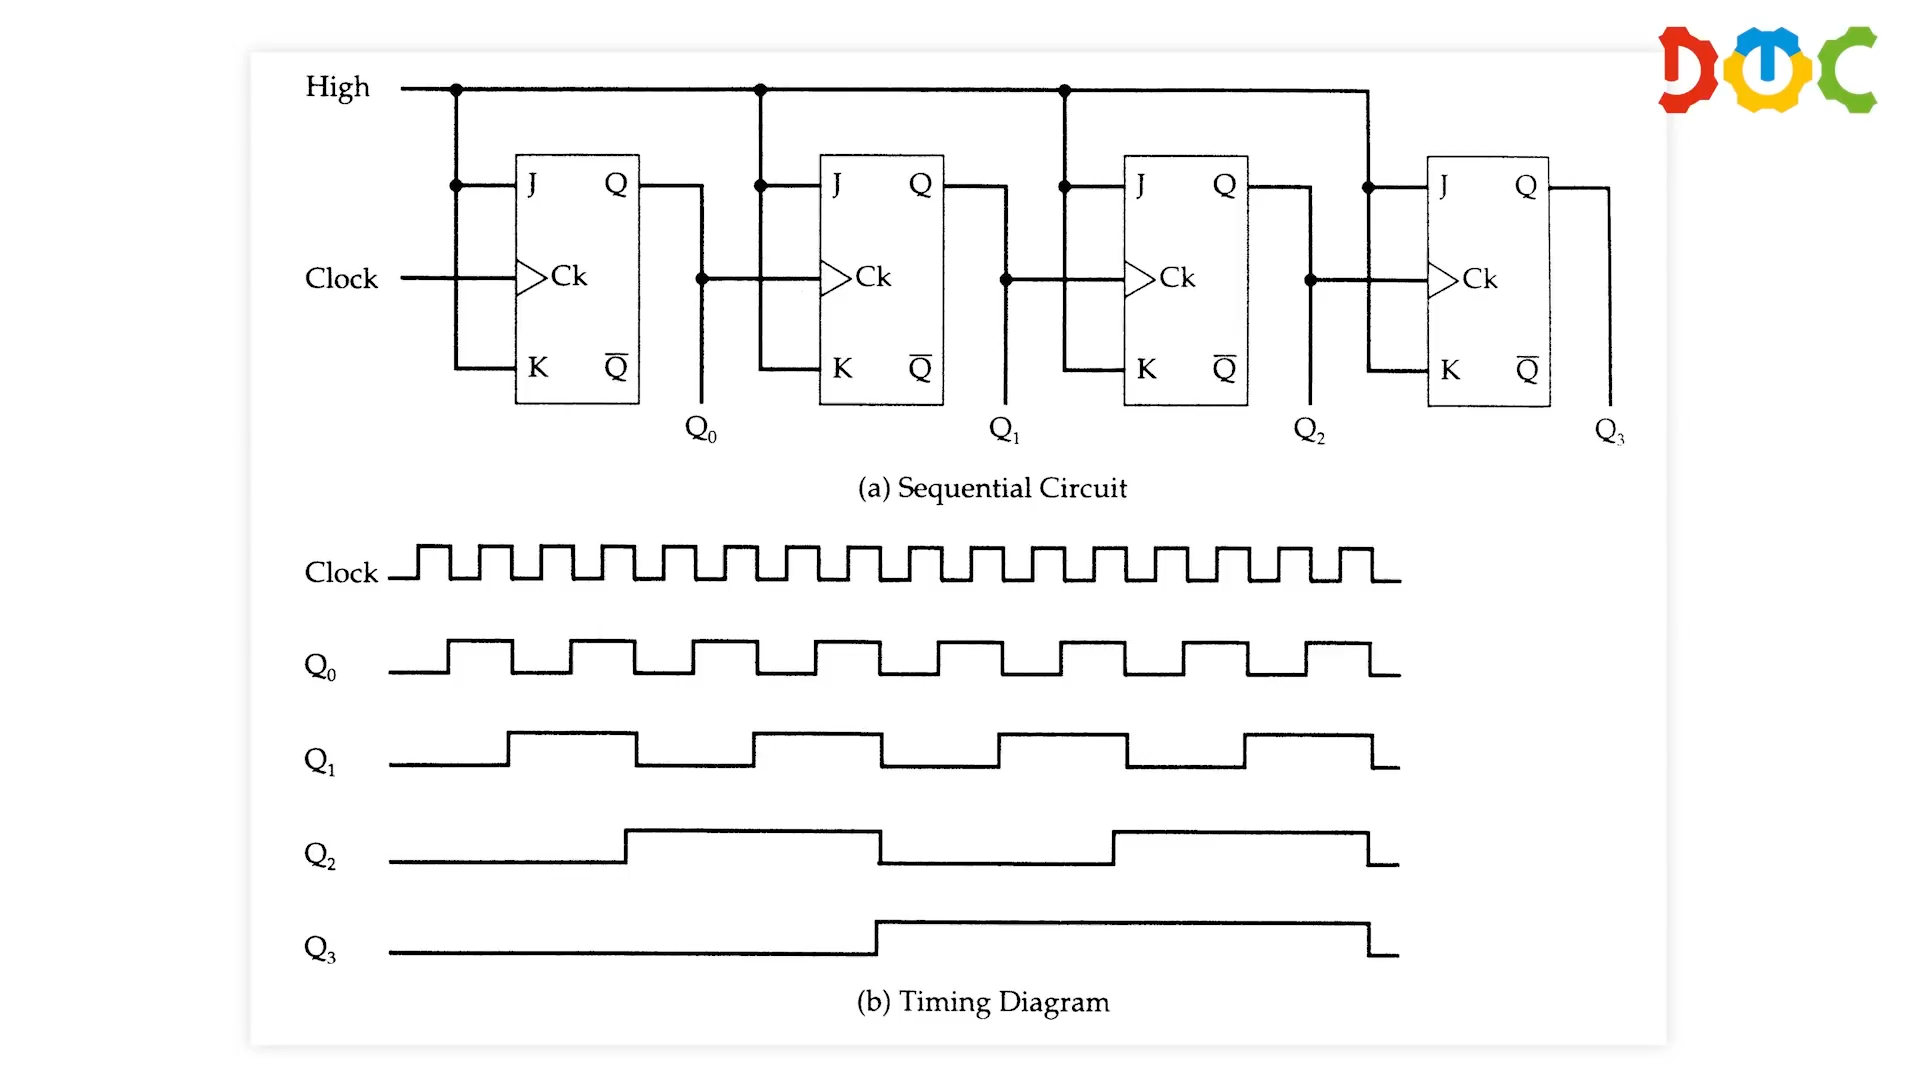 DTC
High
J Q J Q J Q J Q
Clock Ck Ck Ck Ck
K Q̅ K Q̅ K Q̅ K Q̅
Q₀ Q₁ Q₂ Q₃
(a) Sequential Circuit
Clock
Q₀
Q₁
Q₂
Q₃
(b) Timing Diagram